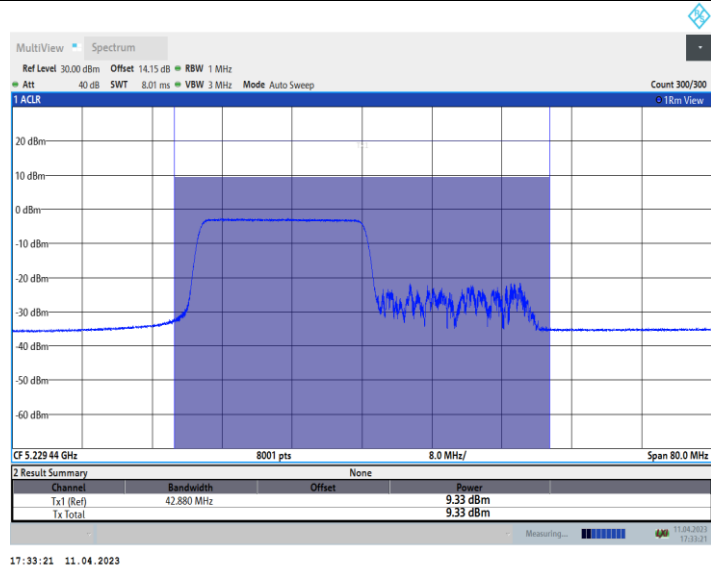 R&S
MultiView Spectrum
Ref Level 30.00 dBm Offset 14.15 dB RBW 1 MHz
Att 40 dB SWT 8.01 ms VBW 3 MHz Mode Auto Sweep Count 300/300
1 ACLR 1Rm View
20 dBm
10 dBm
0 dBm
-10 dBm
-20 dBm
-30 dBm
-40 dBm
-50 dBm
-60 dBm
CF 5.22944 GHz 8001 pts 8.0 MHz/ Span 80.0 MHz
2 Result Summary None
Channel Bandwidth Offset Power
Tx1 (Ref) 42.880 MHz 9.33 dBm
Tx Total 9.33 dBm
Measuring... 11.04.2023
17:33:21
17:33:21 11.04.2023